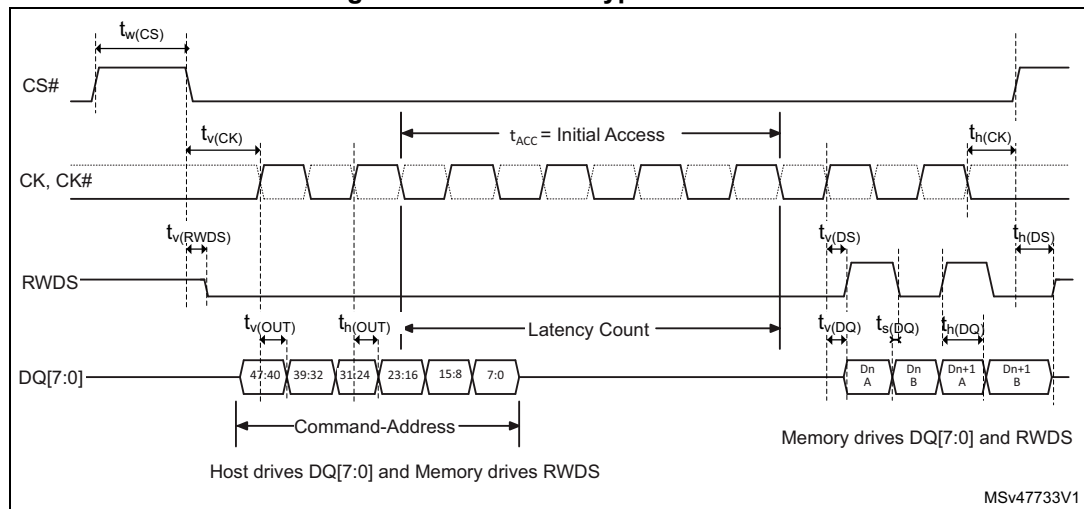 tw(CS)
CS#
tv(CK)
tACC = Initial Access
th(CK)
CK, CK#
tv(RWDS)
tv(DS)
th(DS)
RWDS
tv(OUT)
th(OUT)
Latency Count
tv(DQ)
ts(DQ)
th(DQ)
DQ[7:0]
47:40
39:32
31:24
23:16
15:8
7:0
Dn
A
Dn
B
Dn+1
A
Dn+1
B
Command-Address
Memory drives DQ[7:0] and RWDS
Host drives DQ[7:0] and Memory drives RWDS
MSv47733V1